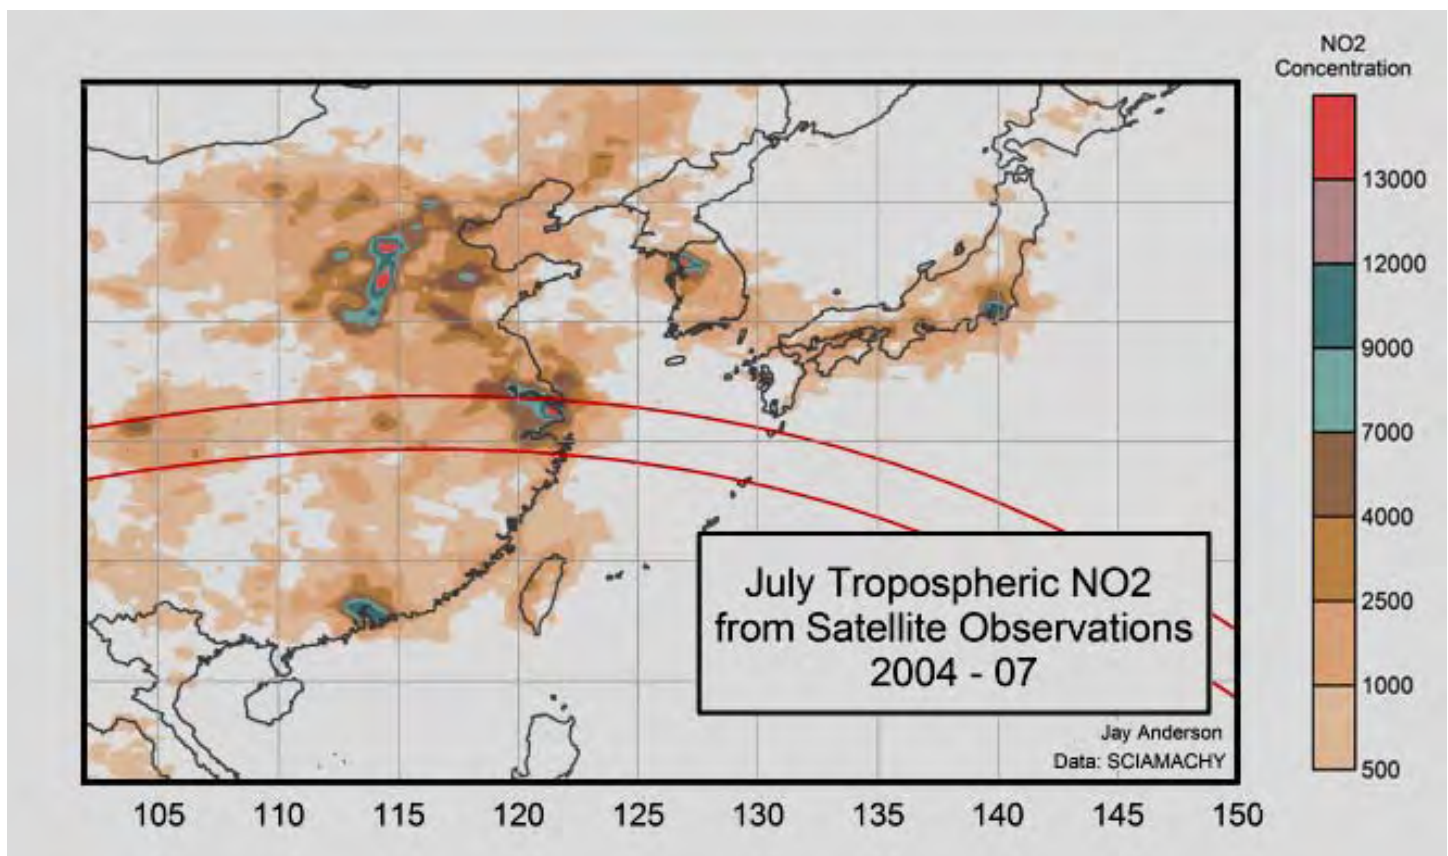 NO2
Concentration
13000
12000
9000
7000
4000
2500
1000
500
July Tropospheric NO2
from Satellite Observations
2004 - 07
Jay Anderson
Data: SCIAMACHY
105 110 115 120 125 130 135 140 145 150